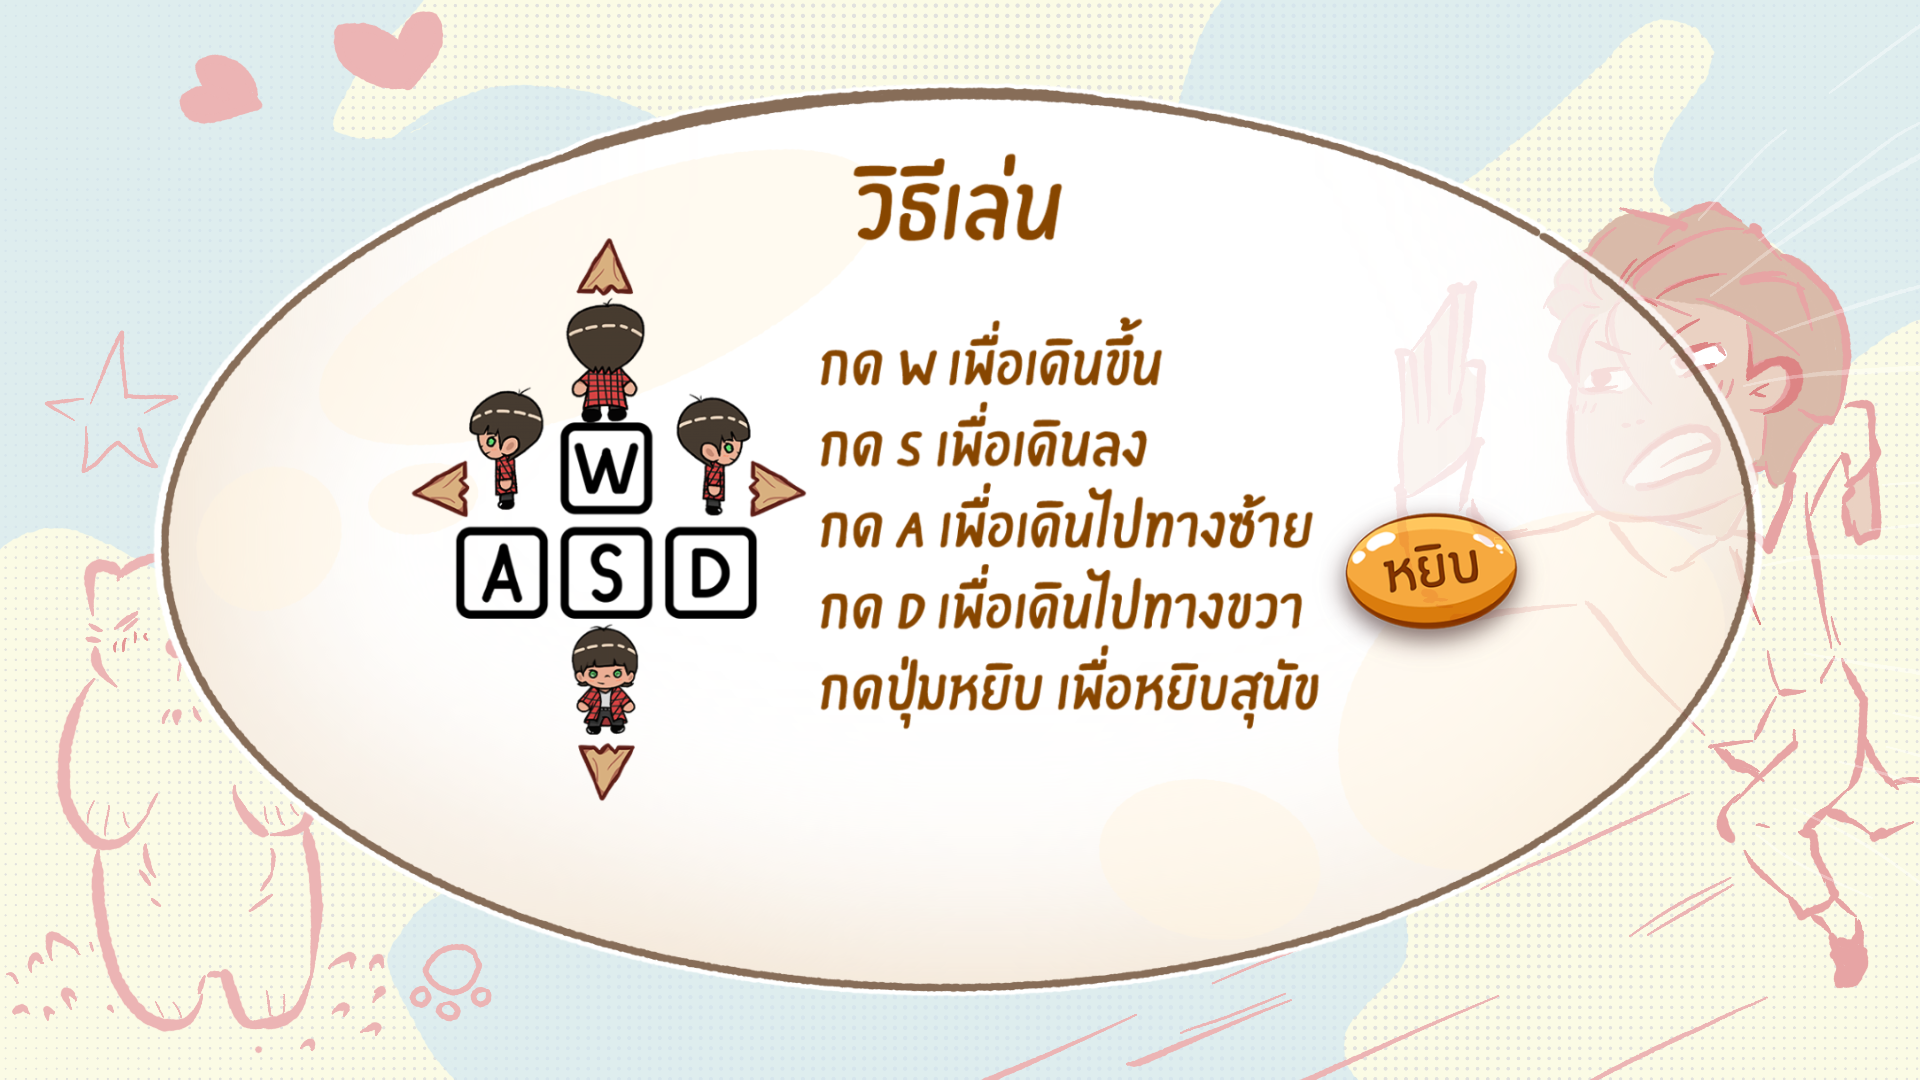 วิธีเล่น
กด W เพื่อเดินขึ้น
กด S เพื่อเดินลง
กด A เพื่อเดินไปทางซ้าย
กด D เพื่อเดินไปทางขวา
กดปุ่มหยิบ เพื่อหยิบสุนัข
หยิบ
W
A S D